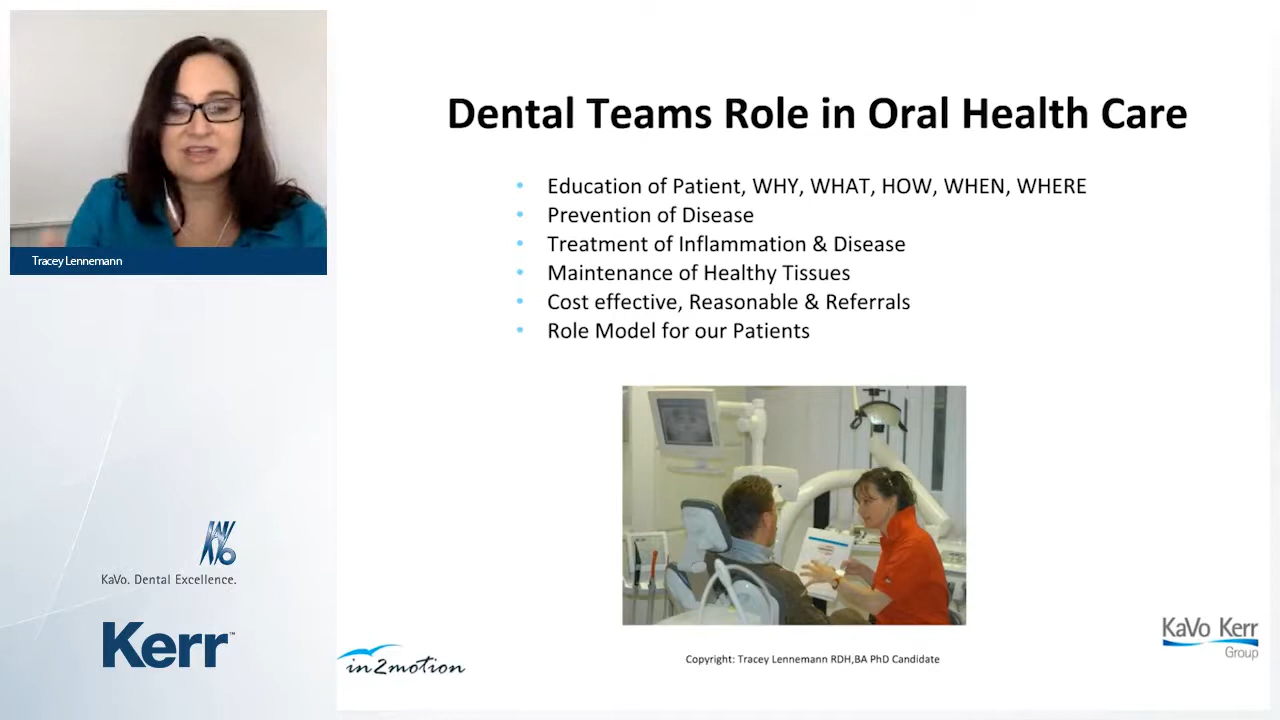 Tracey Lennemann
Dental Teams Role in Oral Health Care
• Education of Patient, WHY, WHAT, HOW, WHEN, WHERE
• Prevention of Disease
• Treatment of Inflammation & Disease
• Maintenance of Healthy Tissues
• Cost effective, Reasonable & Referrals
• Role Model for our Patients
KaVo
KaVo. Dental Excellence.
Kerr™
in2motion
Copyright: Tracey Lennemann RDH,BA PhD Candidate
KaVo Kerr
Group